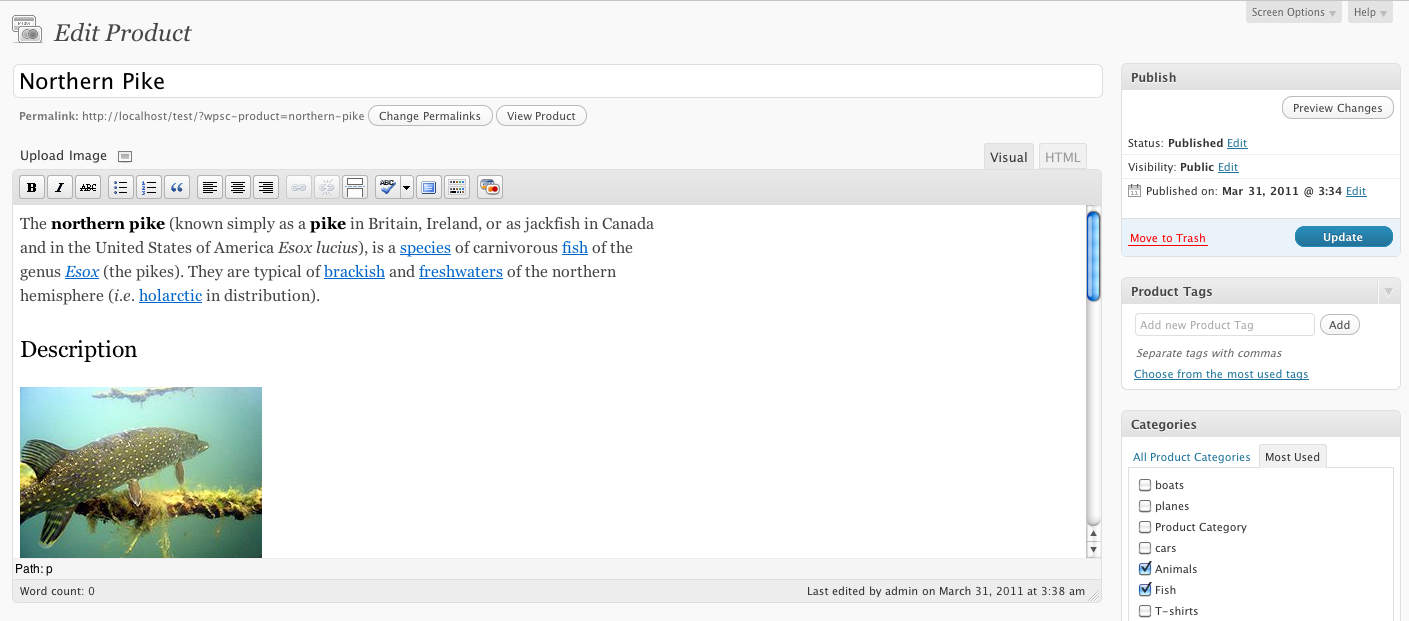 Screen Options
Help
Edit Product
Northern Pike
Permalink: http://localhost/test/?wpsc-product=northern-pike Change Permalinks View Product
Upload Image
Visual HTML
B I ABC ABC
The northern pike (known simply as a pike in Britain, Ireland, or as jackfish in Canada
and in the United States of America Esox lucius), is a species of carnivorous fish of the
genus Esox (the pikes). They are typical of brackish and freshwaters of the northern
hemisphere (i.e. holarctic in distribution).
Description
Path: p
Word count: 0
Last edited by admin on March 31, 2011 at 3:38 am
Publish
Preview Changes
Status: Published Edit
Visibility: Public Edit
Published on: Mar 31, 2011 @ 3:34 Edit
Move to Trash
Update
Product Tags
Add new Product Tag
Add
Separate tags with commas
Choose from the most used tags
Categories
All Product Categories Most Used
boats
planes
Product Category
cars
Animals
Fish
T-shirts